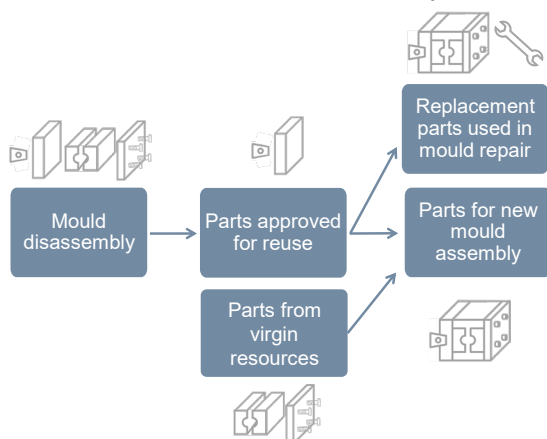 Replacement
parts used in
mould repair
Mould
disassembly
Parts approved
for reuse
Parts for new
mould
assembly
Parts from
virgin
resources